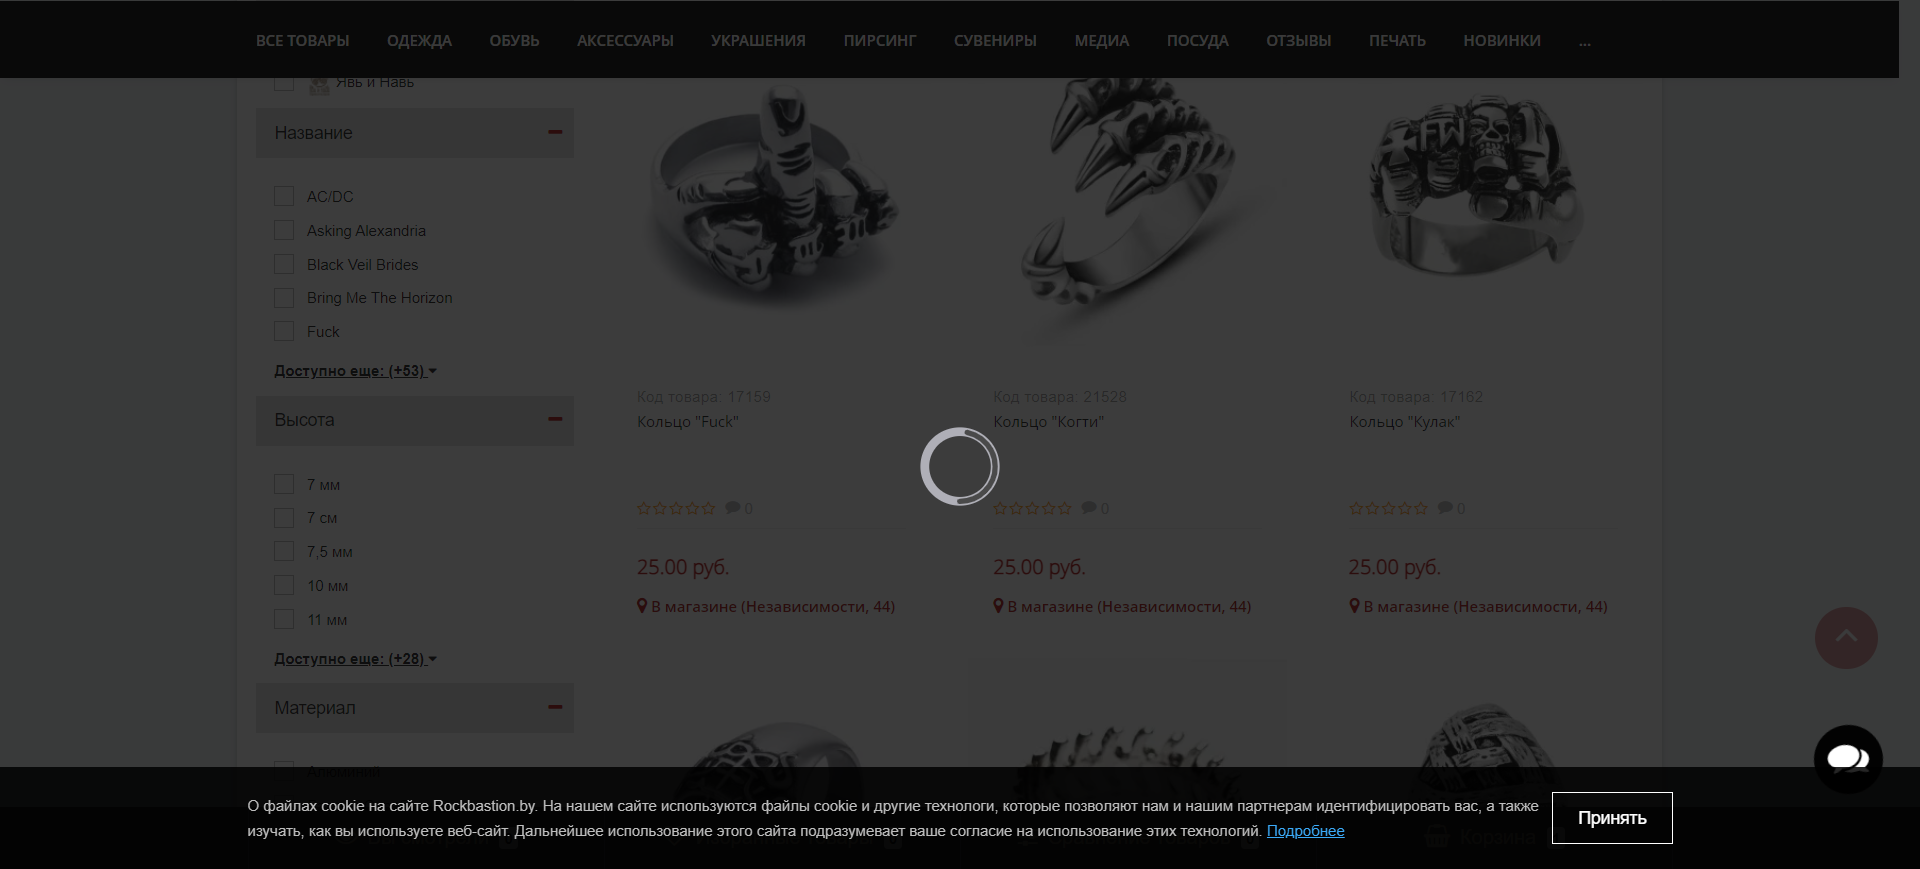 ВСЕ ТОВАРЫ ОДЕЖДА ОБУВЬ АКСЕССУАРЫ УКРАШЕНИЯ ПИРСИНГ СУВЕНИРЫ МЕДИА ПОСУДА ОТЗЫВЫ ПЕЧАТЬ НОВИНКИ ...
Явь и Навь
Название
AC/DC
Asking Alexandria
Black Veil Brides
Bring Me The Horizon
Fuck
Доступно еще: (+53)
Высота
7 мм
7 см
7,5 мм
10 мм
11 мм
Доступно еще: (+28)
Материал
Алюминий
FW
Код товара: 17159
Кольцо "Fuck"
0
25.00 руб.
В магазине (Независимости, 44)
Код товара: 21528
Кольцо "Когти"
0
25.00 руб.
В магазине (Независимости, 44)
Код товара: 17162
Кольцо "Кулак"
0
25.00 руб.
В магазине (Независимости, 44)
О файлах cookie на сайте Rockbastion.by. На нашем сайте используются файлы cookie и другие технологи, которые позволяют нам и нашим партнерам идентифицировать вас, а также
изучать, как вы используете веб-сайт. Дальнейшее использование этого сайта подразумевает ваше согласие на использование этих технологий. Подробнее
Принять
Корзина